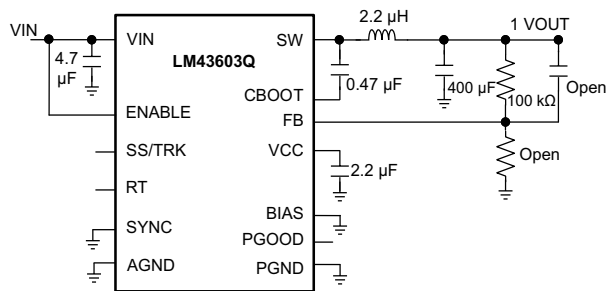 VIN
4.7
µF
VIN
ENABLE
SS/TRK
RT
SYNC
AGND
LM43603Q
SW
CBOOT
FB
VCC
BIAS
PGOOD
PGND
2.2 µH
0.47 µF
2.2 µF
400 µF
1 VOUT
100 kΩ
Open
Open